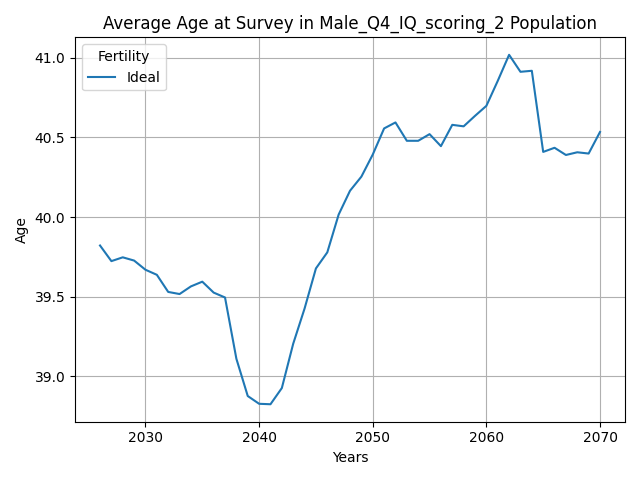 Average Age at Survey in Male_Q4_IQ_scoring_2 Population
Fertility
Ideal
41.0
40.5
40.0
39.5
39.0
Age
2030
2040
2050
2060
2070
Years